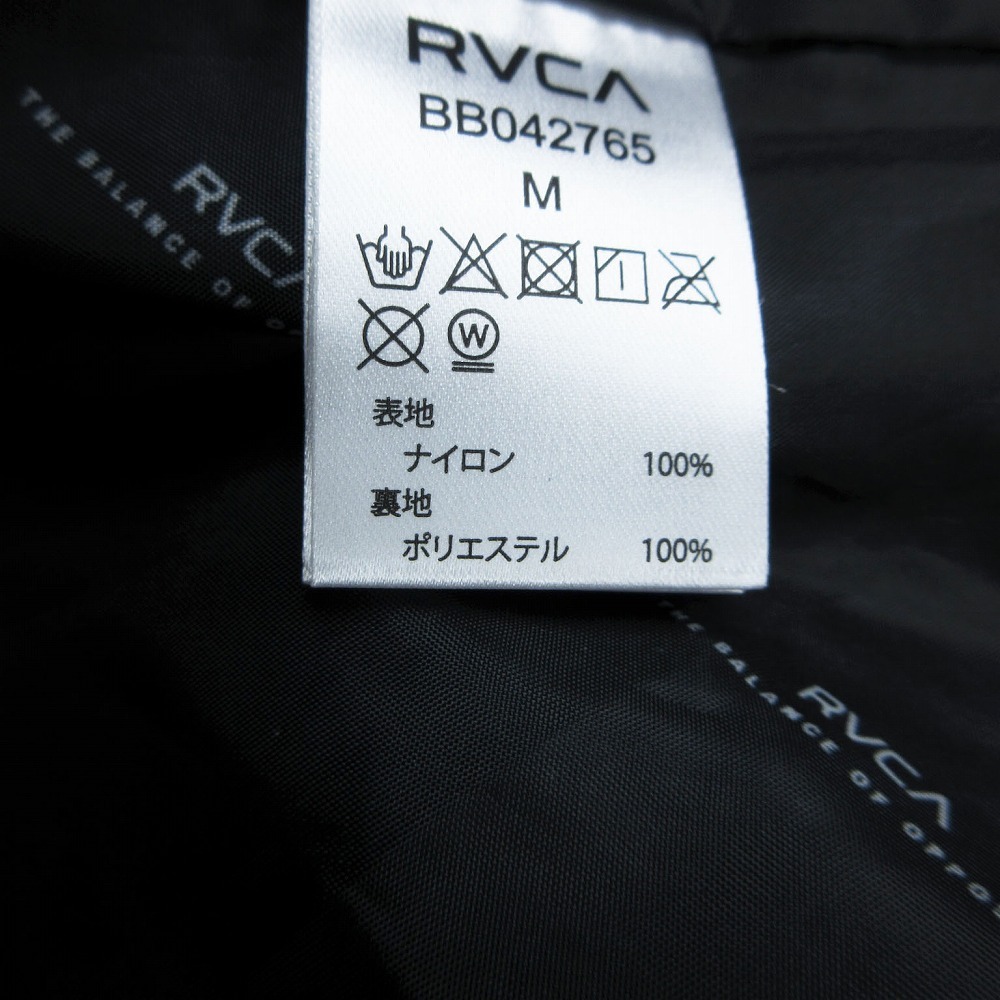 RVCA
BB042765
M
W
表地
ナイロン 100%
裏地
ポリエステル 100%
RVCA
THE BALANCE OF
RVCA
THE BALANCE OF OPPOS